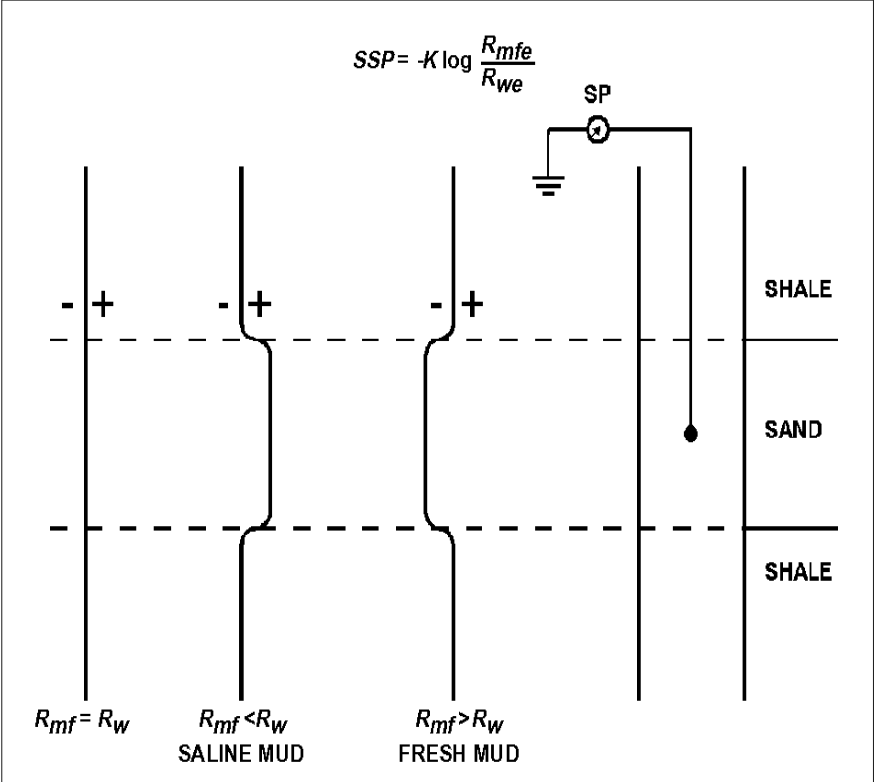 SSP = -K log Rmfe
Rwe
SP
- +
- +
- +
SHALE
SAND
SHALE
Rmf = Rw
Rmf <Rw
SALINE MUD
Rmf >Rw
FRESH MUD